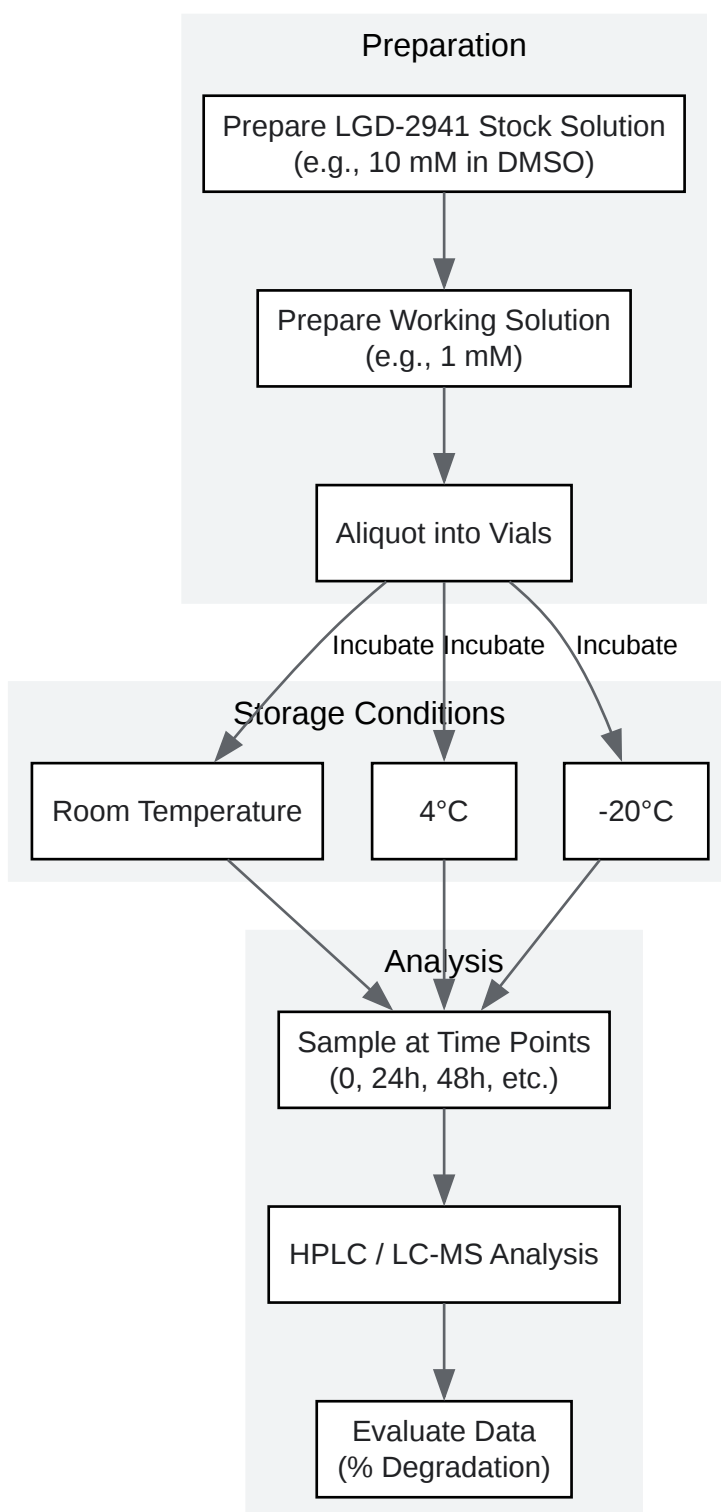 Preparation
Prepare LGD-2941 Stock Solution
(e.g., 10 mM in DMSO)
Prepare Working Solution
(e.g., 1 mM)
Aliquot into Vials
Incubate Incubate Incubate
Storage Conditions
Room Temperature 4°C -20°C
Analysis
Sample at Time Points
(0, 24h, 48h, etc.)
HPLC / LC-MS Analysis
Evaluate Data
(% Degradation)